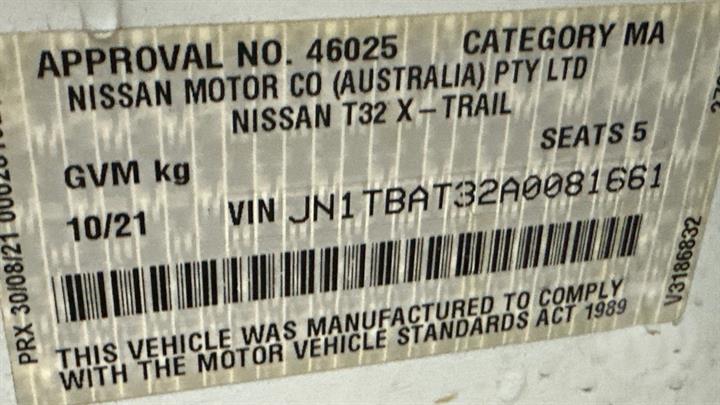 APPROVAL NO. 46025 CATEGORY MA
NISSAN MOTOR CO (AUSTRALIA) PTY LTD
NISSAN T32 X-TRAIL
SEATS 5
GVM kg
10/21 VIN JN1TBAT32A0081661
THIS VEHICLE WAS MANUFACTURED TO COMPLY
WITH THE MOTOR VEHICLE STANDARDS ACT 1989
PRX 30/08/21
V3186832